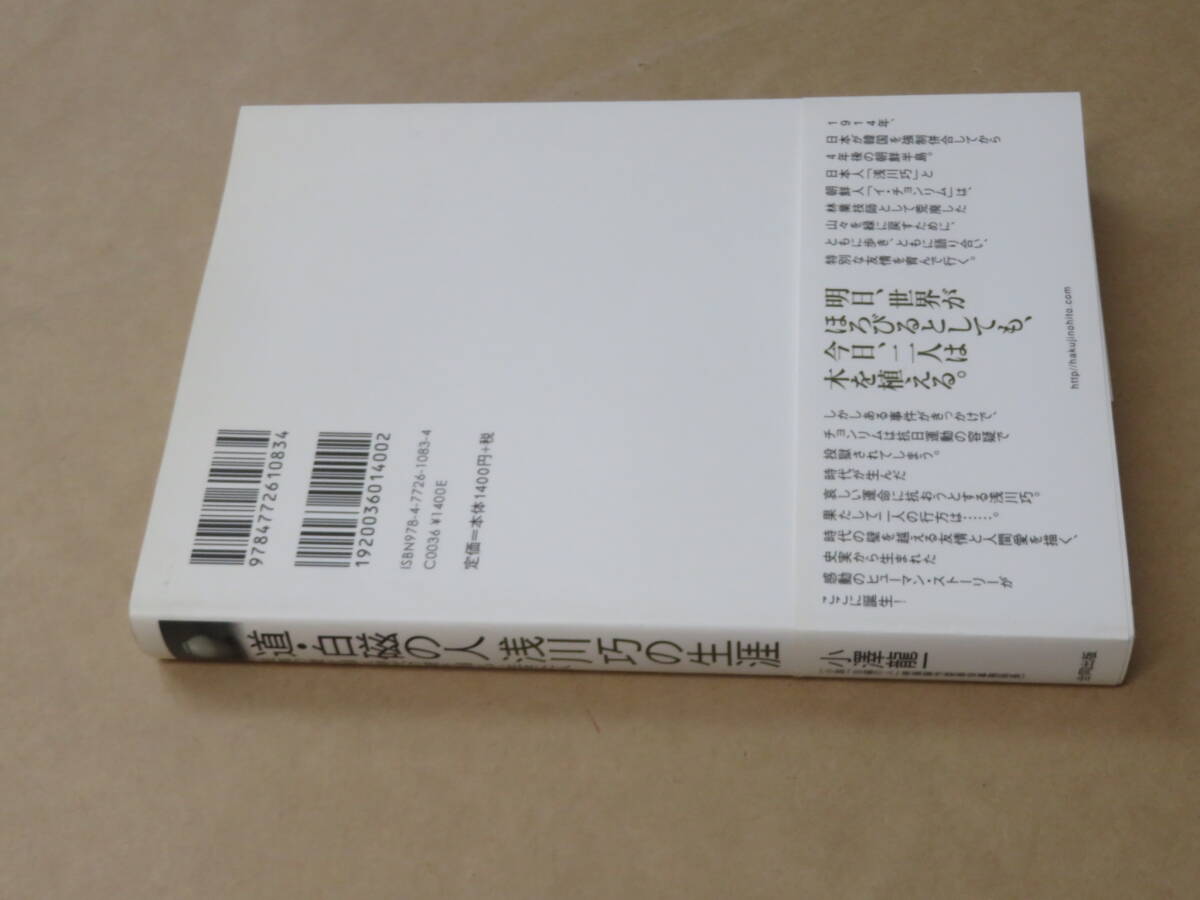 1914年、
日本が韓国を強制併合してから
4年後の朝鮮半島。
日本人「浅川巧」と
朝鮮人「イ・チョンリム」は、
林業技師として荒廃した
山々を緑に戻すために、
ともに歩き、ともに語り合い、
特別な友情を育んで行く。
明日、世界が
ほろびるとしても、
今日、二人は
木を植える。
しかしある事件がきっかけで、
チョンリムは抗日運動の容疑で
投獄されてしまう。
時代が生んだ
哀しい運命に抗おうとする浅川巧。
果たして二人の行方は……。
時代の壁を越える友情と人間愛を描く、
史実から生まれた
感動のヒューマン・ストーリーが
ここに誕生!
http//hakujinohito.com
9784772610834
1920036014002
ISBN978-4-7726-1083-4
C0036 ¥1400E
定価=本体1400円+税
道・白磁の人 浅川巧の生涯
小澤龍一
合同出版